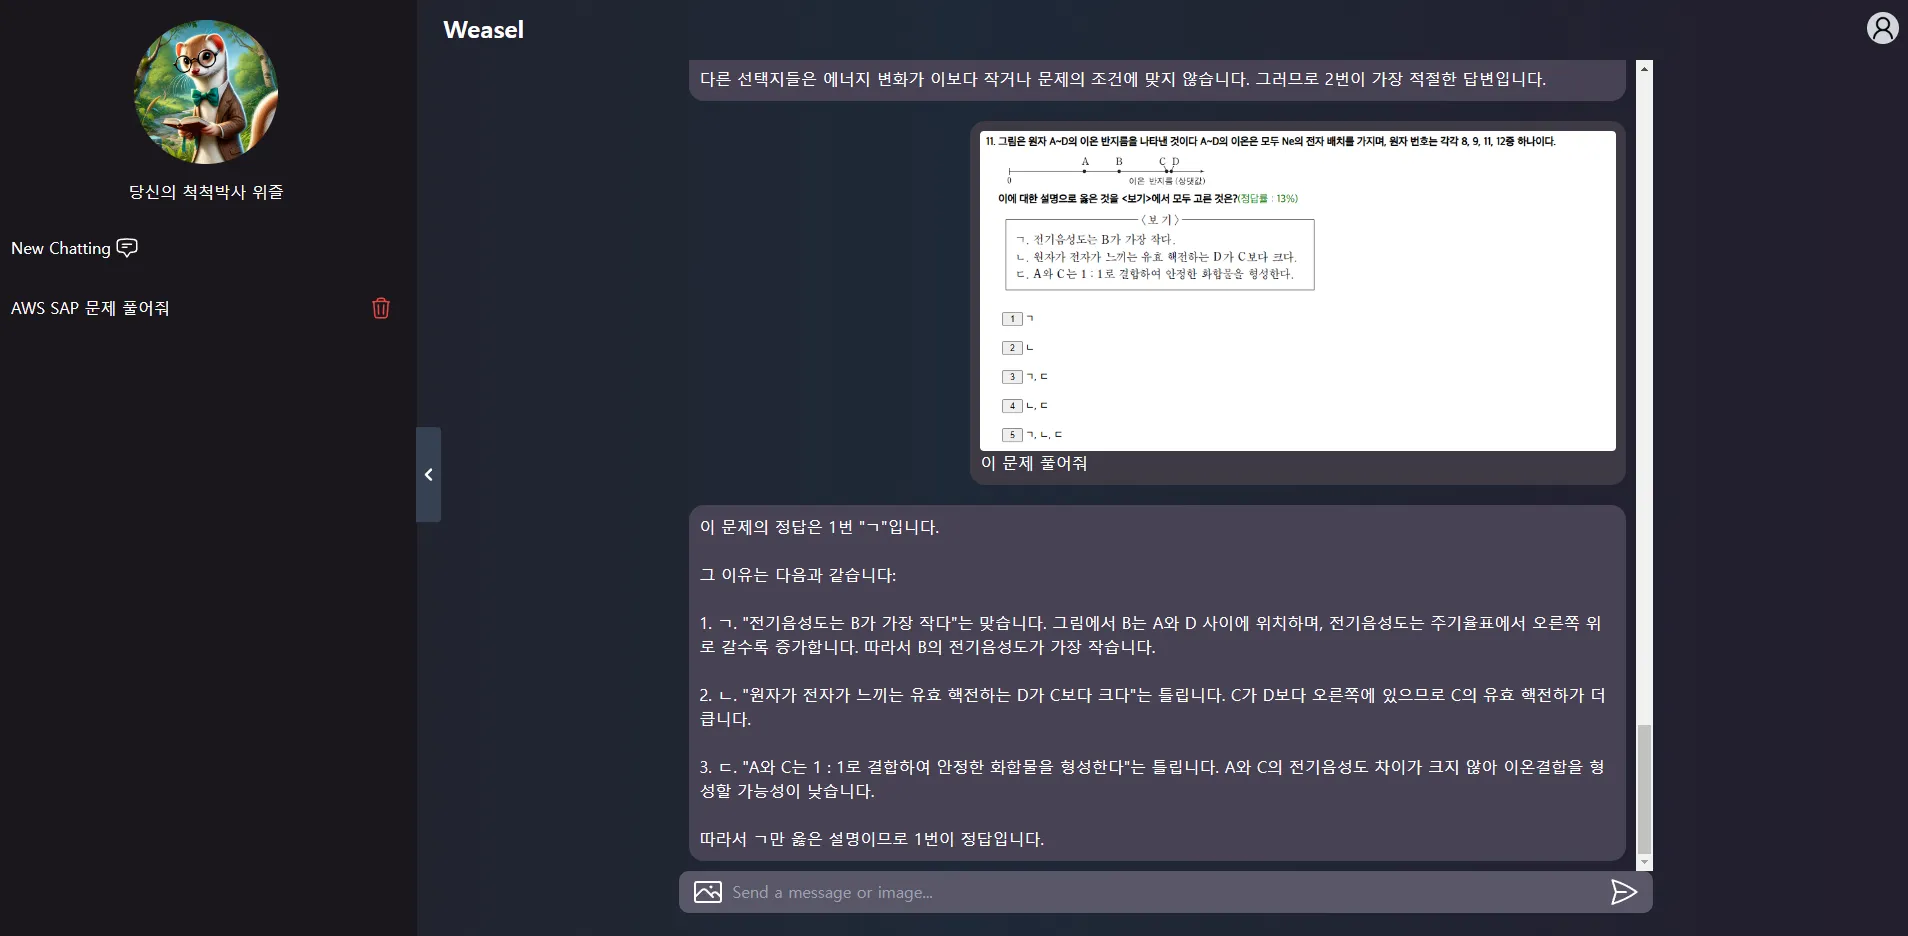 당신의 척척박사 위즐
New Chatting
AWS SAP 문제 풀어줘
Weasel
다른 선택지들은 에너지 변화가 이보다 작거나 문제의 조건에 맞지 않습니다. 그러므로 2번이 가장 적절한 답변입니다.
11. 그림은 원자 A~D의 이온 반지름을 나타낸 것이다 A~D의 이온은 모두 Ne의 전자 배치를 가지며, 원자 번호는 각각 8, 9, 11, 12중 하나이다.
A B C D
0 이온 반지름 (상댓값)
이에 대한 설명으로 옳은 것을 <보기>에서 모두 고른 것은?(정답률 : 13%)
〈보 기〉
ㄱ. 전기음성도는 B가 가장 작다.
ㄴ. 원자가 전자가 느끼는 유효 핵전하는 D가 C보다 크다.
ㄷ. A와 C는 1 : 1로 결합하여 안정한 화합물을 형성한다.
1 ㄱ
2 ㄴ
3 ㄱ, ㄷ
4 ㄴ, ㄷ
5 ㄱ, ㄴ, ㄷ
이 문제 풀어줘
이 문제의 정답은 1번 "ㄱ"입니다.
그 이유는 다음과 같습니다:
1. ㄱ. "전기음성도는 B가 가장 작다"는 맞습니다. 그림에서 B는 A와 D 사이에 위치하며, 전기음성도는 주기율표에서 오른쪽 위
로 갈수록 증가합니다. 따라서 B의 전기음성도가 가장 작습니다.
2. ㄴ. "원자가 전자가 느끼는 유효 핵전하는 D가 C보다 크다"는 틀립니다. C가 D보다 오른쪽에 있으므로 C의 유효 핵전하가 더
큽니다.
3. ㄷ. "A와 C는 1 : 1로 결합하여 안정한 화합물을 형성한다"는 틀립니다. A와 C의 전기음성도 차이가 크지 않아 이온결합을 형
성할 가능성이 낮습니다.
따라서 ㄱ만 옳은 설명이므로 1번이 정답입니다.
Send a message or image...